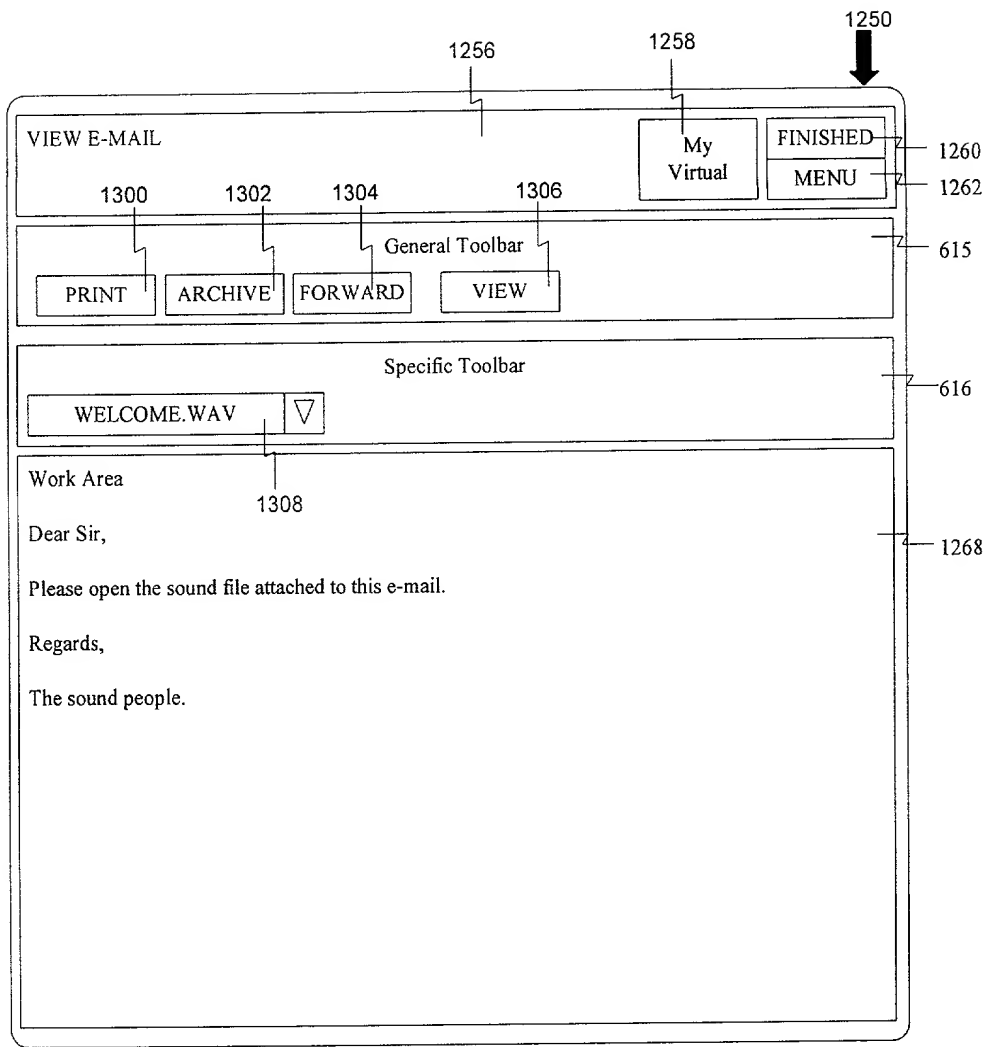 1250
1256
1258
VIEW E-MAIL
My
Virtual
FINISHED
1260
MENU
1262
1300
1302
1304
1306
General Toolbar
615
PRINT
ARCHIVE
FORWARD
VIEW
Specific Toolbar
616
WELCOME.WAV
Work Area
1308
Dear Sir,
1268
Please open the sound file attached to this e-mail.
Regards,
The sound people.